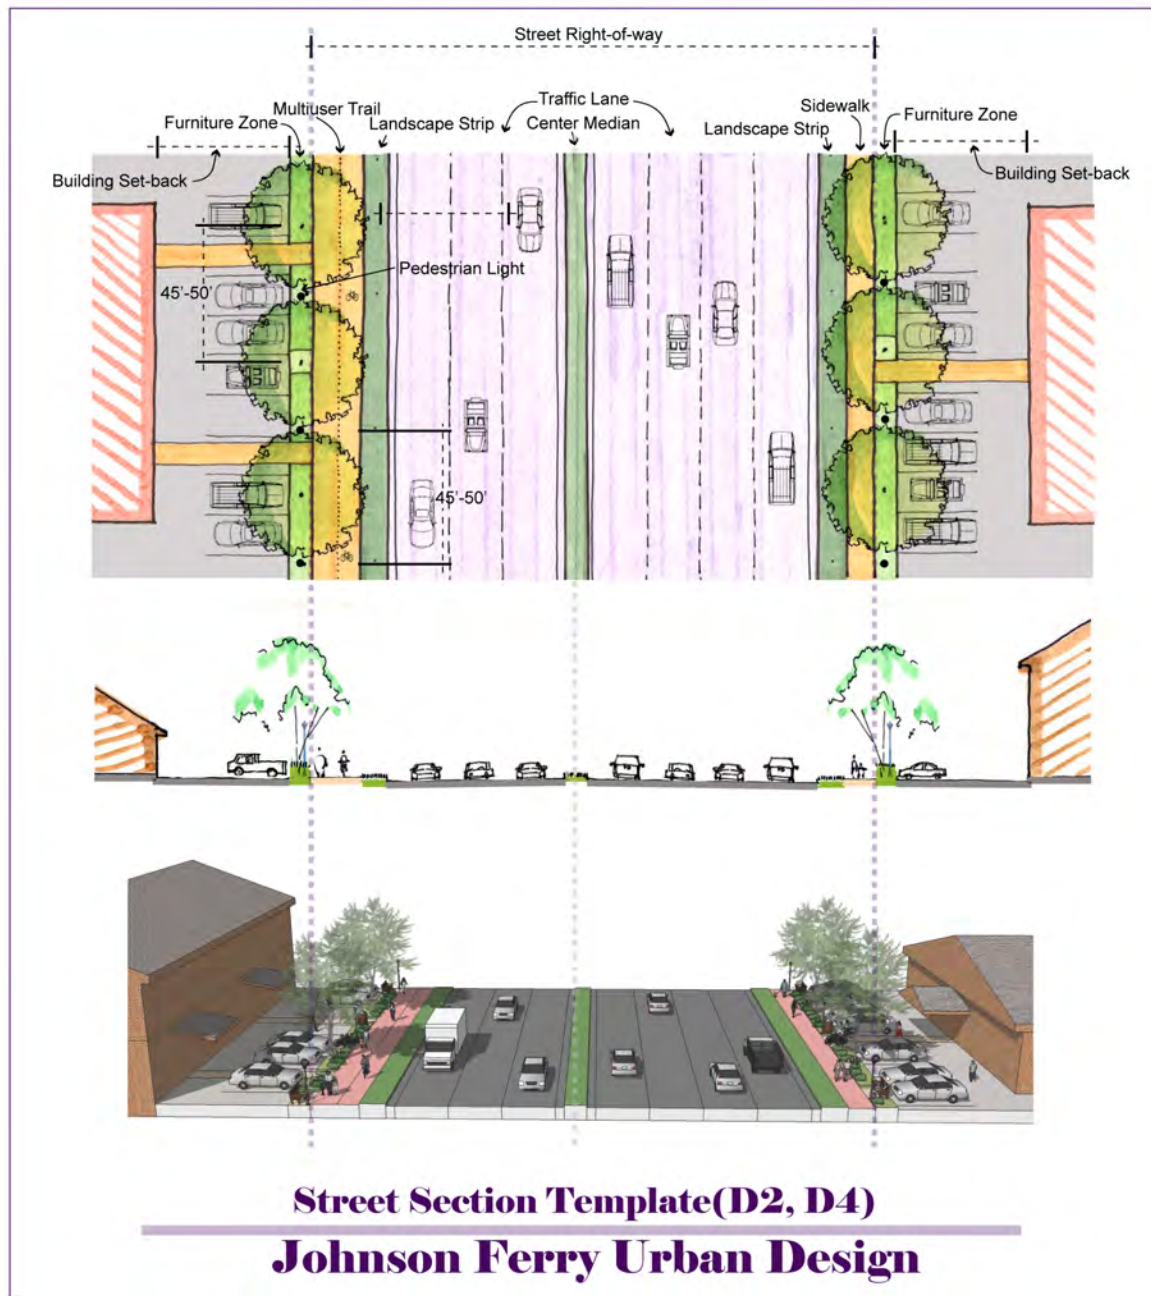 Street Right-of-way
Multiuser Trail
Traffic Lane
Sidewalk
Furniture Zone
Landscape Strip
Center Median
Landscape Strip
Furniture Zone
Building Set-back
Building Set-back
Pedestrian Light
45'-50'
45'-50'
Street Section Template(D2, D4)
Johnson Ferry Urban Design